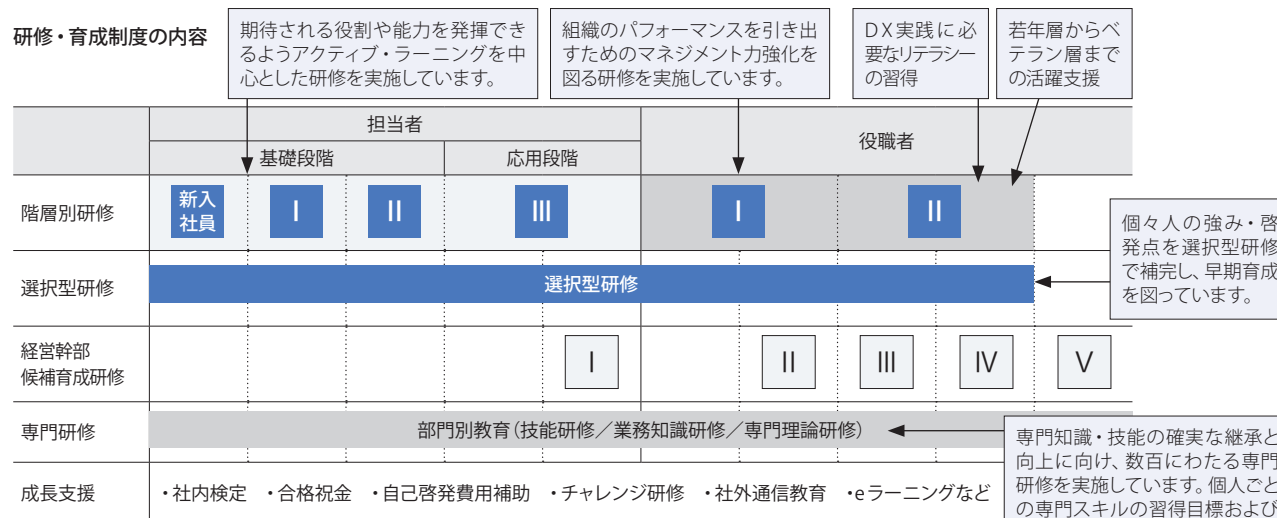 研修・育成制度の内容
期待される役割や能力を発揮でき
るようアクティブ・ラーニングを中
心とした研修を実施しています。
組織のパフォーマンスを引き出
すためのマネジメント力強化を
図る研修を実施しています。
DX実践に必
要なリテラシー
の習得
若年層からベ
テラン層まで
の活躍支援
担当者
役職者
基礎段階
応用段階
階層別研修
新入
社員
I
II
III
I
II
個々人の強み・啓
発点を選択型研修
で補完し、早期育成
を図っています。
選択型研修
選択型研修
経営幹部
候補育成研修
I
II
III
IV
V
専門研修
部門別教育(技能研修／業務知識研修／専門理論研修)
専門知識・技能の確実な継承と
向上に向け、数百にわたる専門
研修を実施しています。個人ごと
の専門スキルの習得目標および
成長支援
・社内検定 ・合格祝金 ・自己啓発費用補助 ・チャレンジ研修 ・社外通信教育 ・eラーニングなど